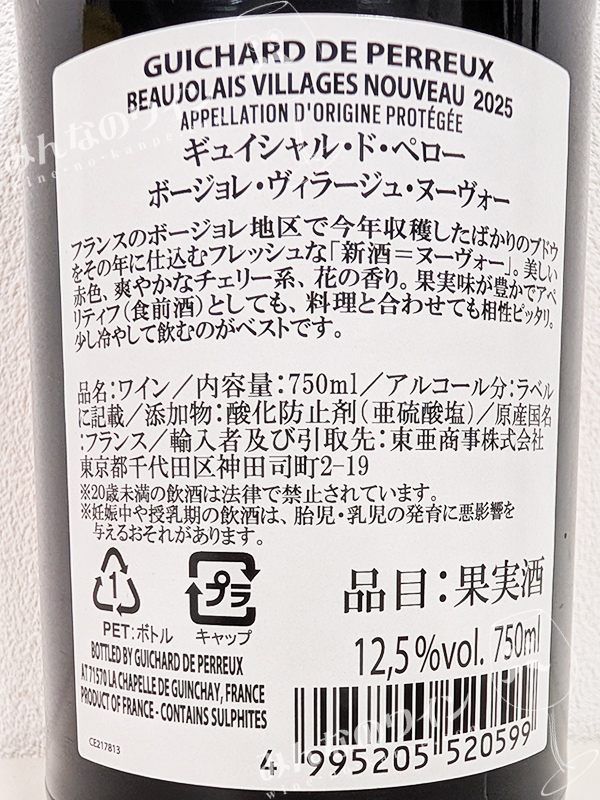 GUICHARD DE PERREUX
BEAUJOLAIS VILLAGES NOUVEAU 2025
APPELLATION D'ORIGINE PROTÉGÉE
ギュイシャル・ド・ペロー
ボージョレ・ヴィラージュ・ヌーヴォー
フランスのボージョレ地区で今年収穫したばかりのブドウ
をその年に仕込むフレッシュな「新酒＝ヌーヴォー」。美しい
赤色、爽やかなチェリー系、花の香り。果実味が豊かでアペ
リティフ（食前酒）としても、料理と合わせても相性ピッタリ。
少し冷やして飲むのがベストです。
品名：ワイン／内容量：750ml／アルコール分：ラベル
に記載／添加物：酸化防止剤（亜硫酸塩）／原産国名
：フランス／輸入者及び引取先：東亜商事株式会社
東京都千代田区神田司町2-19
※20歳未満の飲酒は法律で禁止されています。
※妊娠中や授乳期の飲酒は、胎児・乳児の発育に悪影響を
与えるおそれがあります。
1
プラ
PET：ボトル
キャップ
品目：果実酒
BOTTLED BY GUICHARD DE PERREUX
AT 71570 LA CHAPELLE DE GUINCHAY, FRANCE
PRODUCT OF FRANCE - CONTAINS SULPHITES
12,5%vol. 750ml
CE217813
4 995205 520599
みんなのワイン